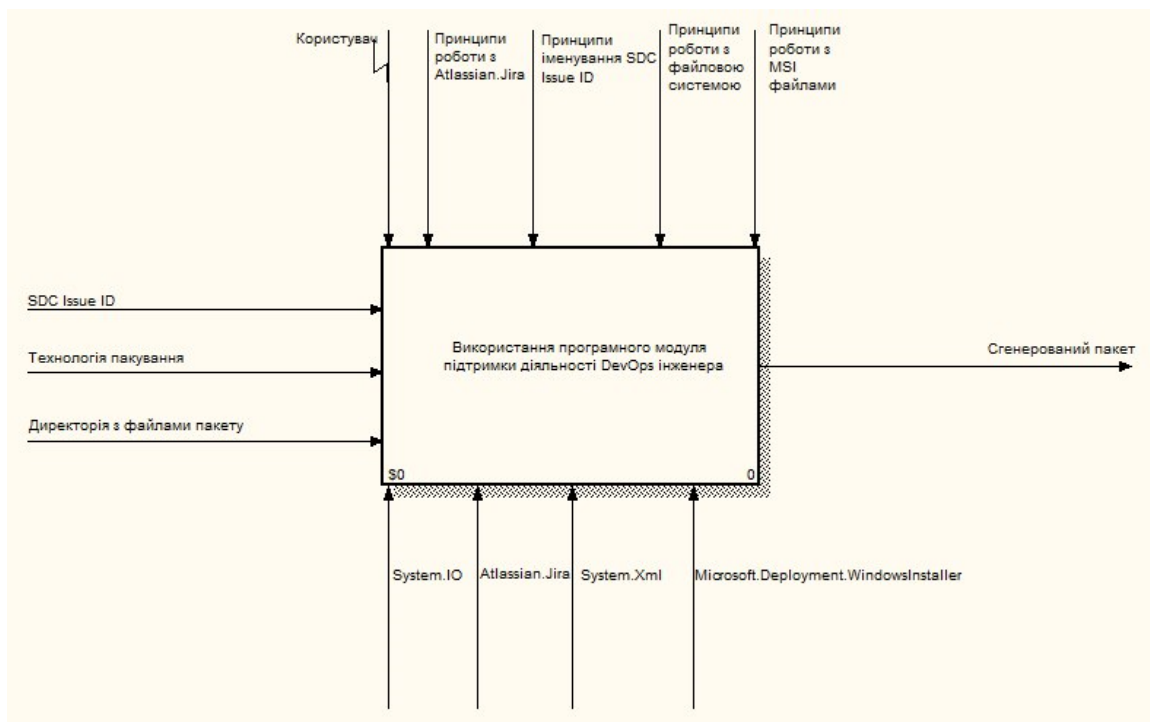 Користувач
Принципи
роботи з
Atlassian.Jira
Принципи
іменування SDC
Issue ID
Принципи
роботи з
файловою
системою
Принципи
роботи з
MSI
файлами
SDC Issue ID
Технологія пакування
Директорія з файлами пакету
Використання програмного модуля
підтримки діяльності DevOps інженера
$0
0
Сгенерований пакет
System.IO
Atlassian.Jira
System.Xml
Microsoft.Deployment.WindowsInstaller